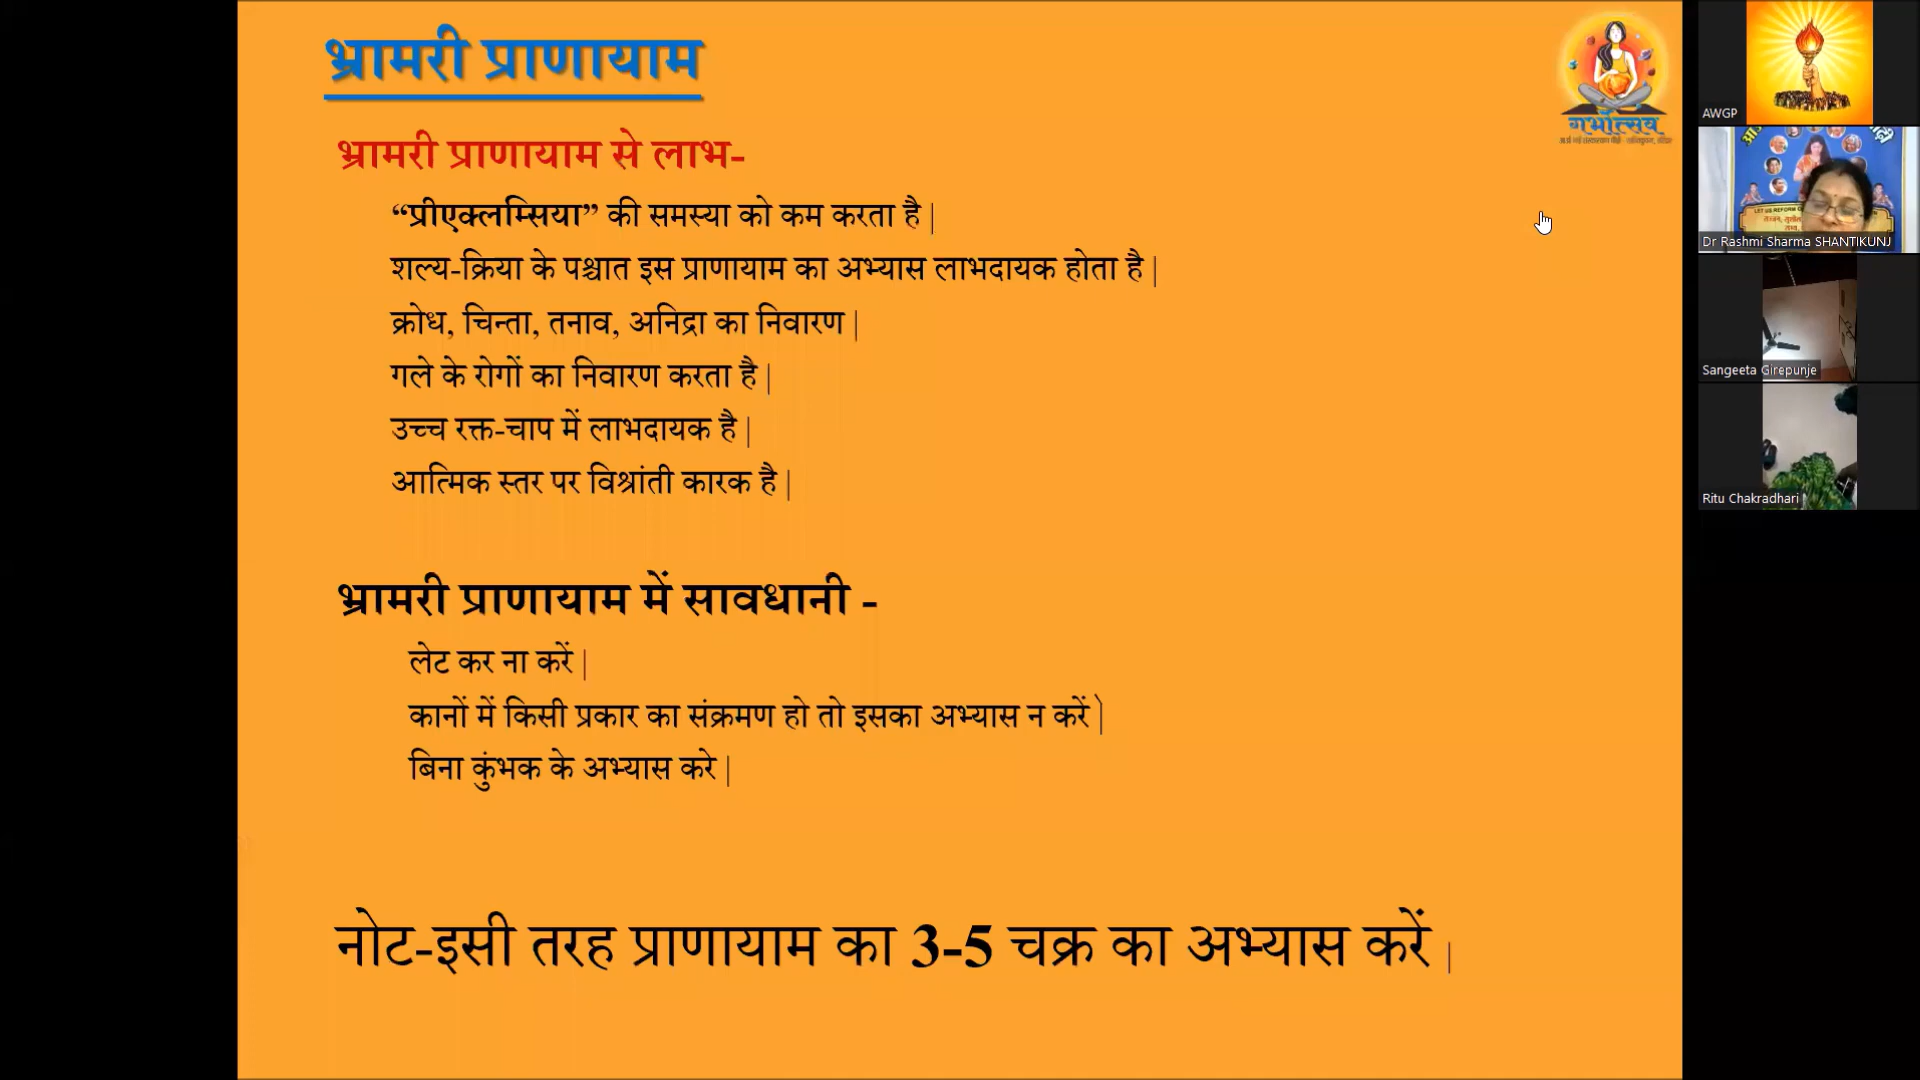 भ्रामरी प्राणायाम
भ्रामरी प्राणायाम से लाभ-
“प्रीएक्लम्सिया” की समस्या को कम करता है |
शल्य-क्रिया के पश्चात इस प्राणायाम का अभ्यास लाभदायक होता है |
क्रोध, चिन्ता, तनाव, अनिद्रा का निवारण |
गले के रोगों का निवारण करता है |
उच्च रक्त-चाप में लाभदायक है |
आत्मिक स्तर पर विश्रांती कारक है |
भ्रामरी प्राणायाम में सावधानी -
लेट कर ना करें |
कानों में किसी प्रकार का संक्रमण हो तो इसका अभ्यास न करें |
बिना कुंभक के अभ्यास करे |
नोट-इसी तरह प्राणायाम का 3-5 चक्र का अभ्यास करें |
गर्भोत्सव
AWGP
LET US REFORM
Dr Rashmi Sharma SHANTIKUNJ
Sangeeta Girepunje
Ritu Chakradhari